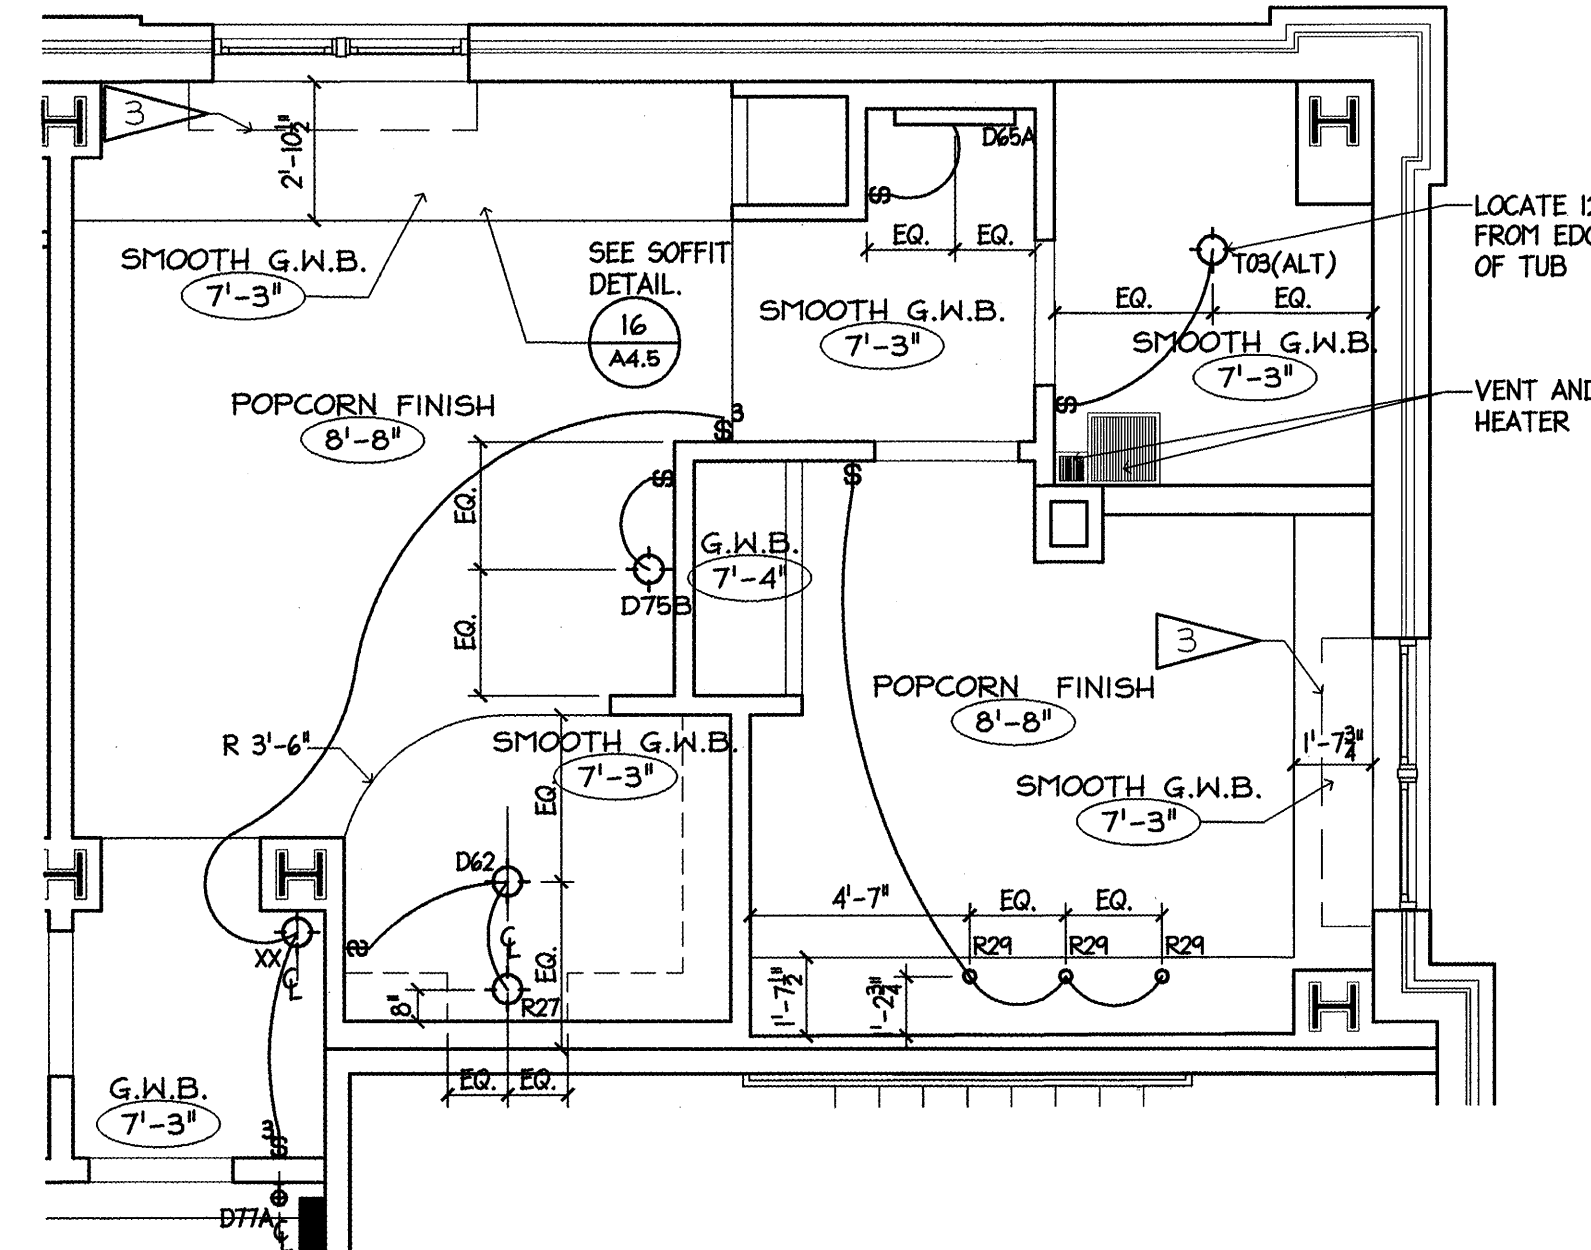 3
2'-10½"
D65A
$
EQ.
EQ.
LOCATE
FROM
OF TUB
T03(ALT)
SMOOTH G.W.B.
7'-3"
SEE SOFFIT
DETAIL.
16
A4.5
SMOOTH G.W.B.
7'-3"
EQ.
EQ.
SMOOTH G.W.B.
7'-3"
VENT AND
HEATER
$
POPCORN FINISH
8'-8"
3
$
$
$
EQ.
G.W.B.
7'-4"
D75B
EQ.
3
POPCORN FINISH
8'-8"
R 3'-6"
SMOOTH G.W.B.
7'-3"
1'-7¾"
SMOOTH G.W.B.
7'-3"
EQ.
D62
4'-7"
EQ.
EQ.
R29
R29
R29
$
XX
CL
CL
EQ.
8"
R27
1'-7½"
1'-2¾"
EQ.
EQ.
G.W.B.
7'-3"
3
$
D77A